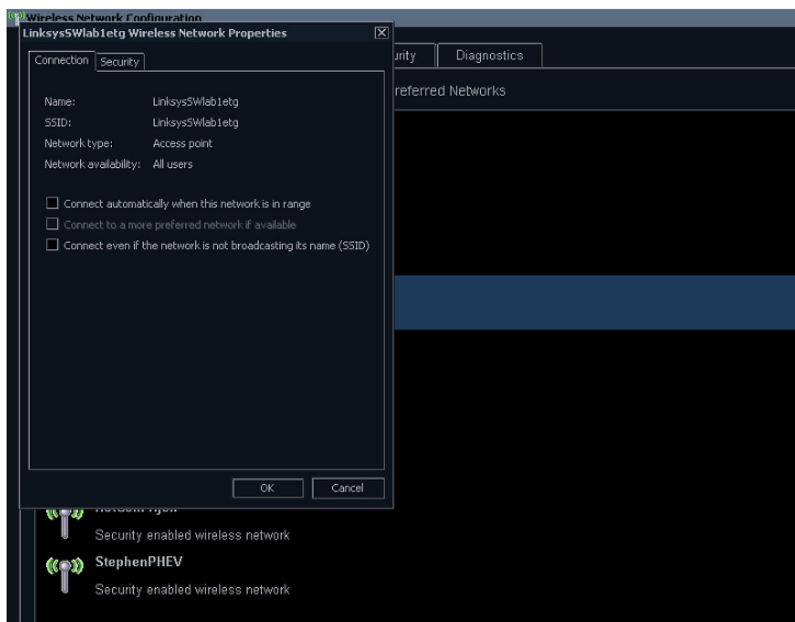 Wireless Network Configuration
LinksysSWlab1etg Wireless Network Properties
Connection Security
Diagnostics
Name: LinksysSWlab1etg
SSID: LinksysSWlab1etg
Network type: Access point
Network availability: All users
Connect automatically when this network is in range
Connect to a more preferred network if available
Connect even if the network is not broadcasting its name (SSID)
Networks
OK Cancel
Security enabled wireless network
StephenPHEV
Security enabled wireless network